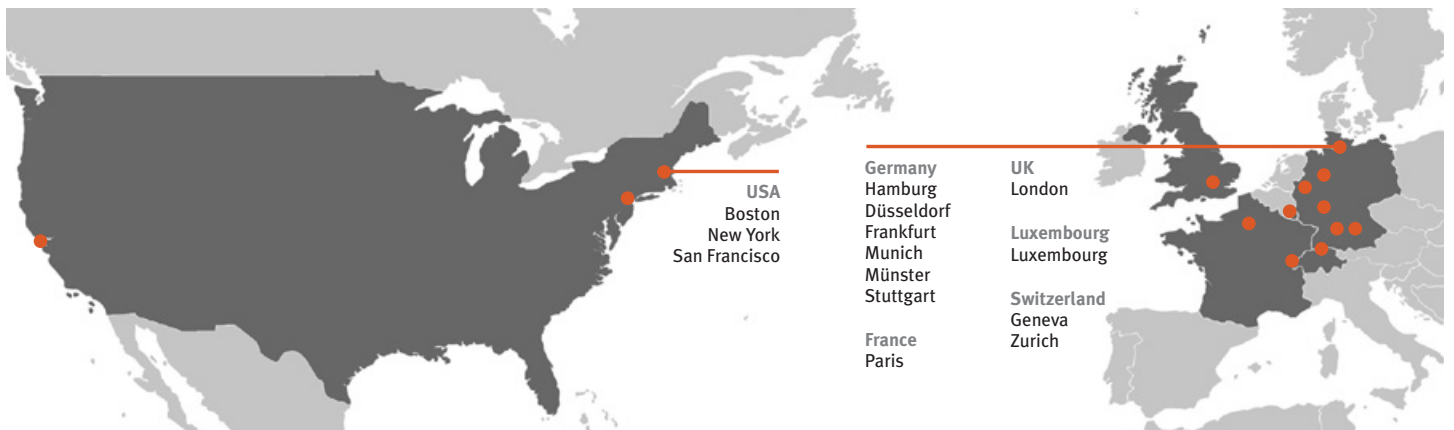 USA
Boston
New York
San Francisco
Germany
Hamburg
Düsseldorf
Frankfurt
Munich
Münster
Stuttgart
France
Paris
UK
London
Luxembourg
Luxembourg
Switzerland
Geneva
Zurich